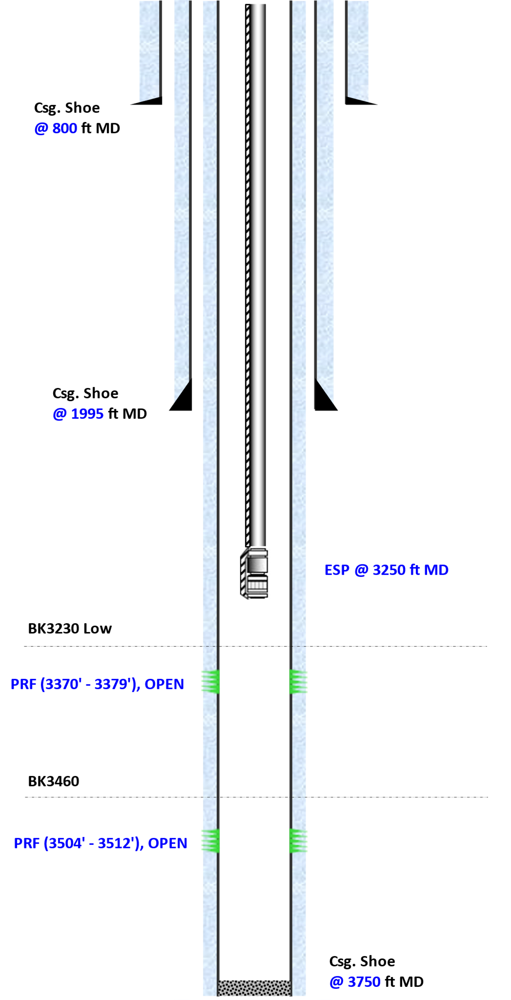 Csg. Shoe
@ 800 ft MD
Csg. Shoe
@ 1995 ft MD
ESP @ 3250 ft MD
BK3230 Low
PRF (3370' - 3379'), OPEN
BK3460
PRF (3504' - 3512'), OPEN
Csg. Shoe
@ 3750 ft MD